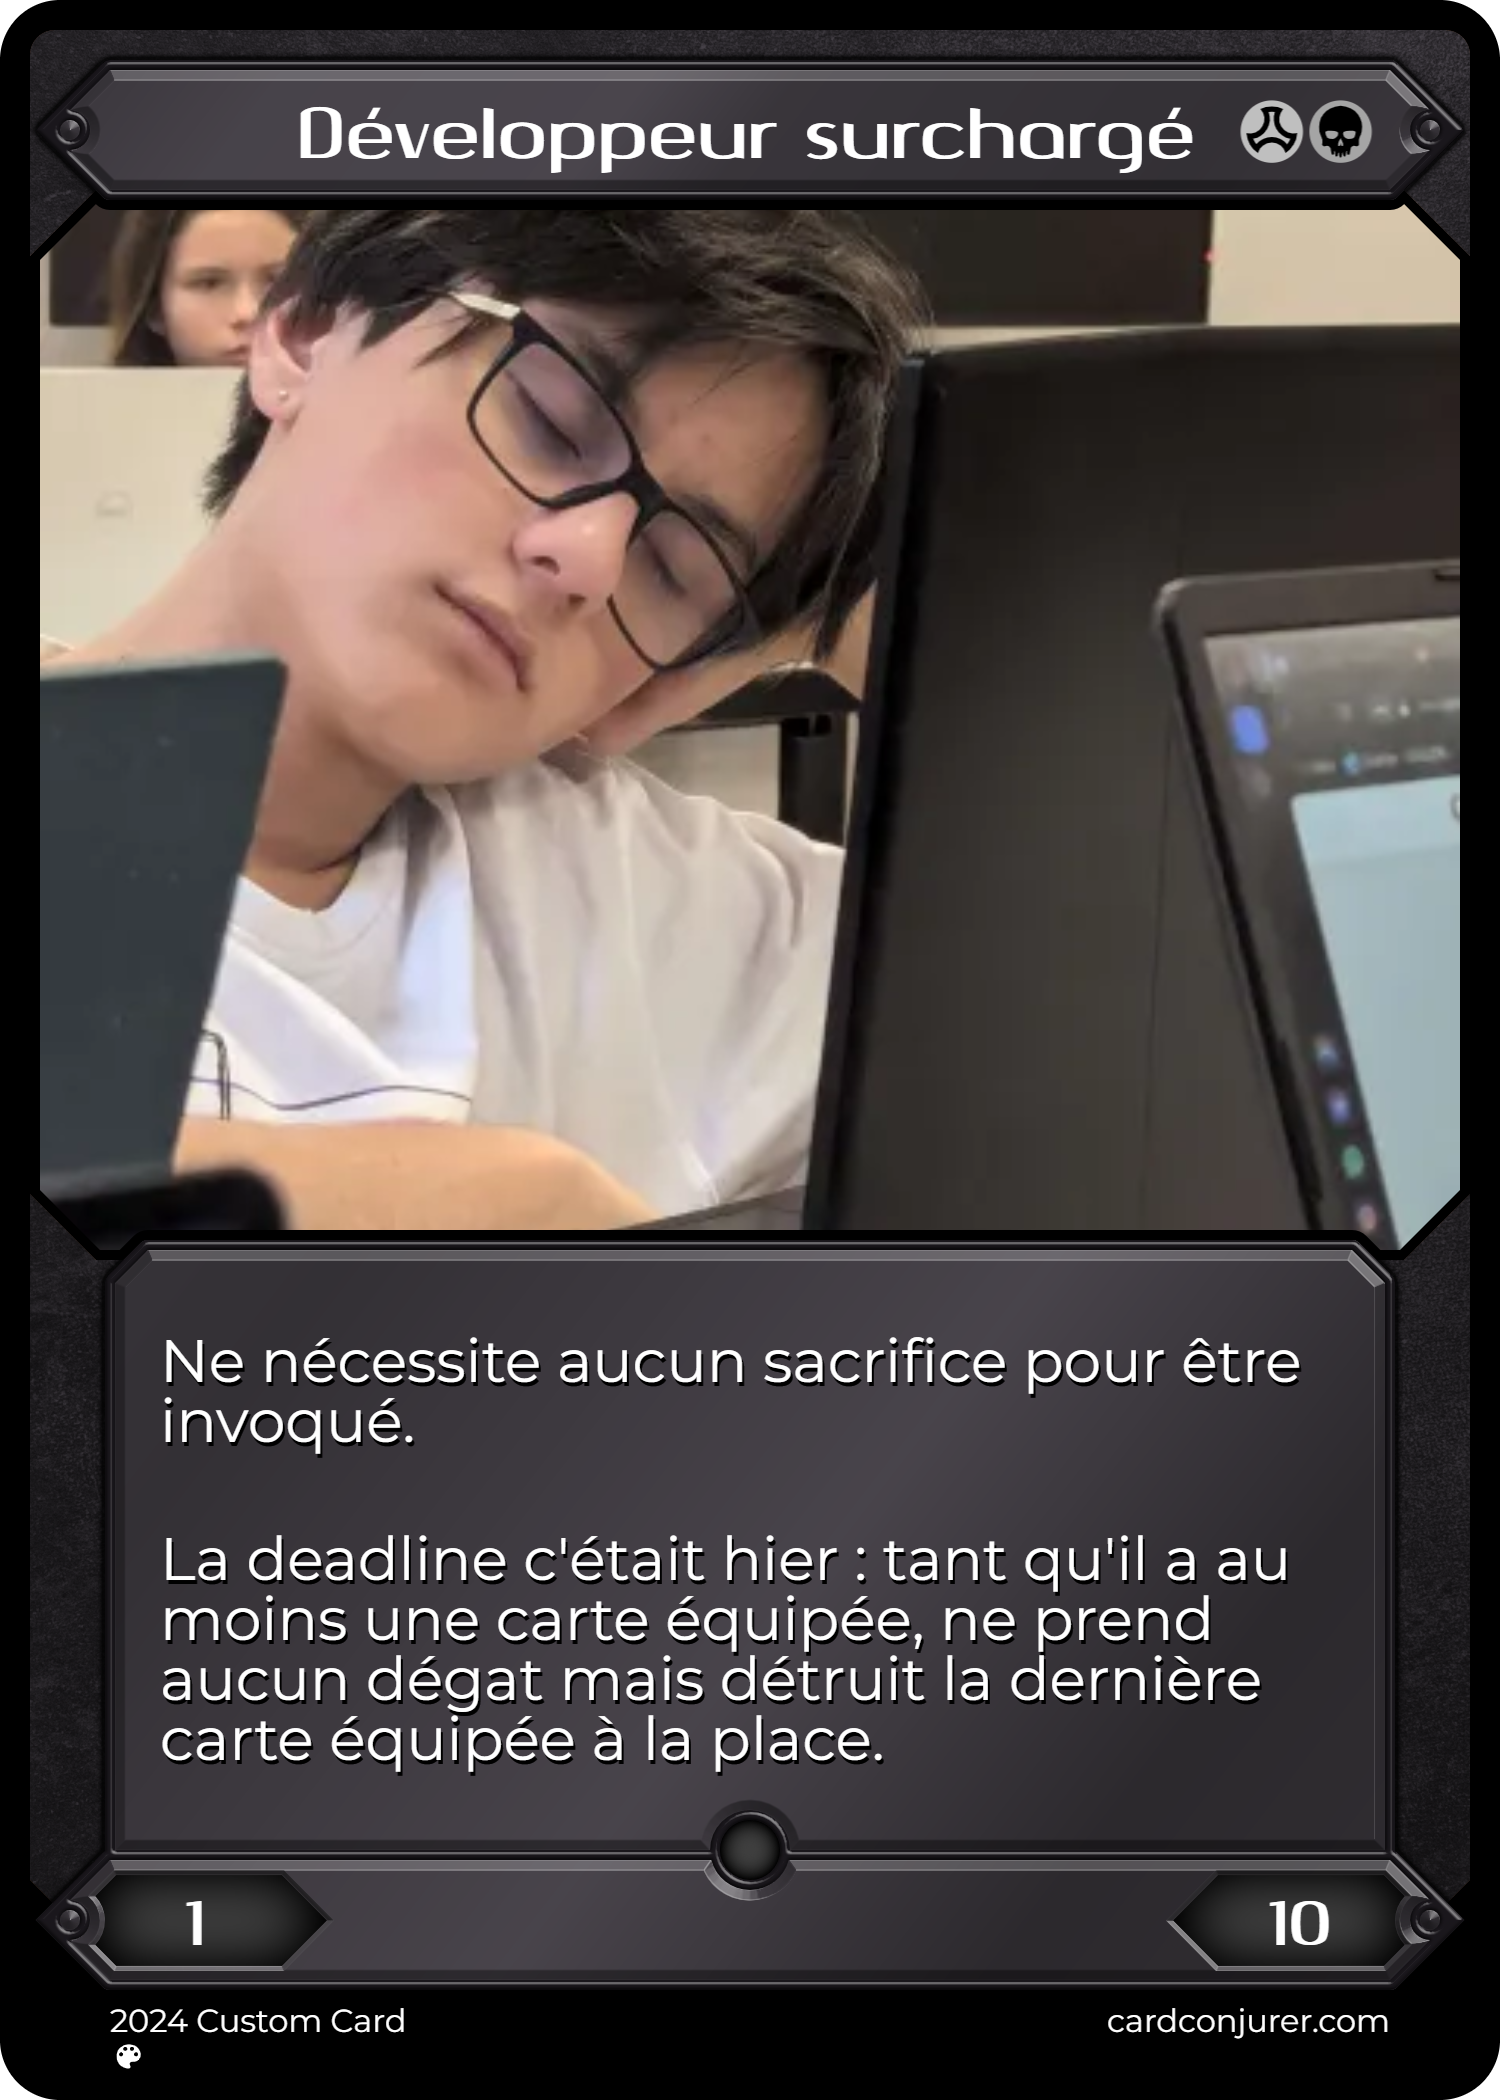 Développeur surchargé
Ne nécessite aucun sacrifice pour être
invoqué.
La deadline c'était hier : tant qu'il a au
moins une carte équipée, ne prend
aucun dégat mais détruit la dernière
carte équipée à la place.
1
10
2024 Custom Card
cardconjurer.com